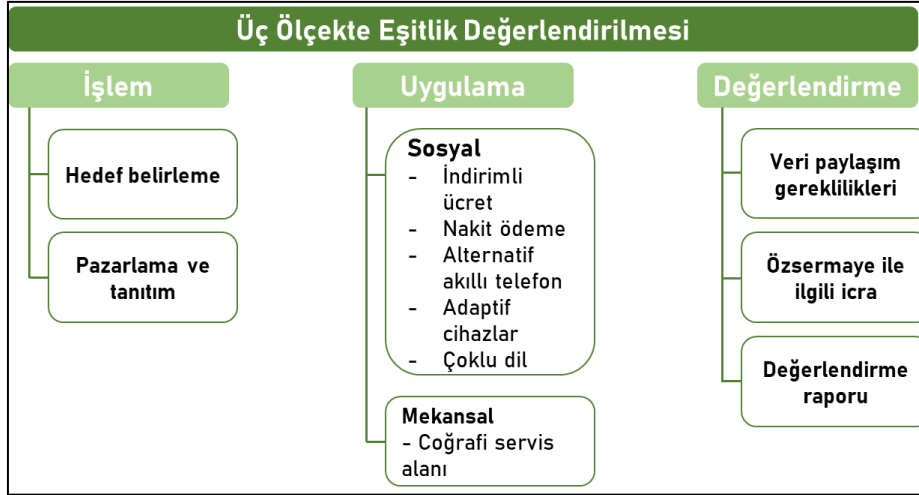 Üç Ölçekte Eşitlik Değerlendirilmesi
İşlem
Hedef belirleme
Pazarlama ve
tanıtım
Uygulama
Sosyal
- İndirimli
ücret
- Nakit ödeme
- Alternatif
akıllı telefon
- Adaptif
cihazlar
- Çoklu dil
Mekansal
- Coğrafi servis
alanı
Değerlendirme
Veri paylaşım
gereklilikleri
Özsermaye ile
ilgili icra
Değerlendirme
raporu